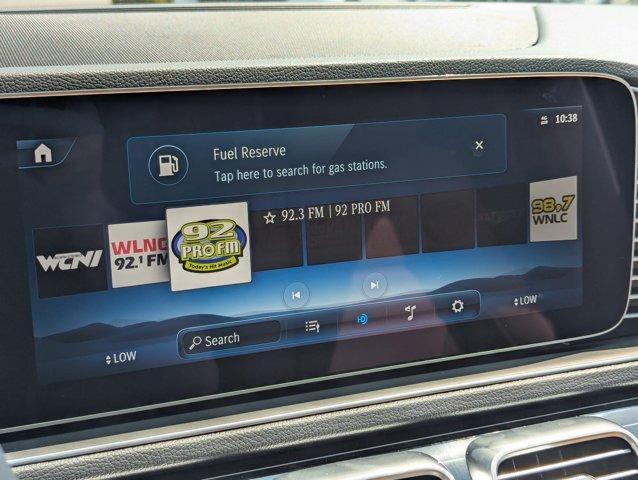 4G
10:38
Fuel Reserve
Tap here to search for gas stations.
92.3 FM | 92 PRO FM
WCNI
WLNG
92.1 FM
92
PRO FM
Today's Hit Music
98.7
WNLC
Search
LOW
LOW